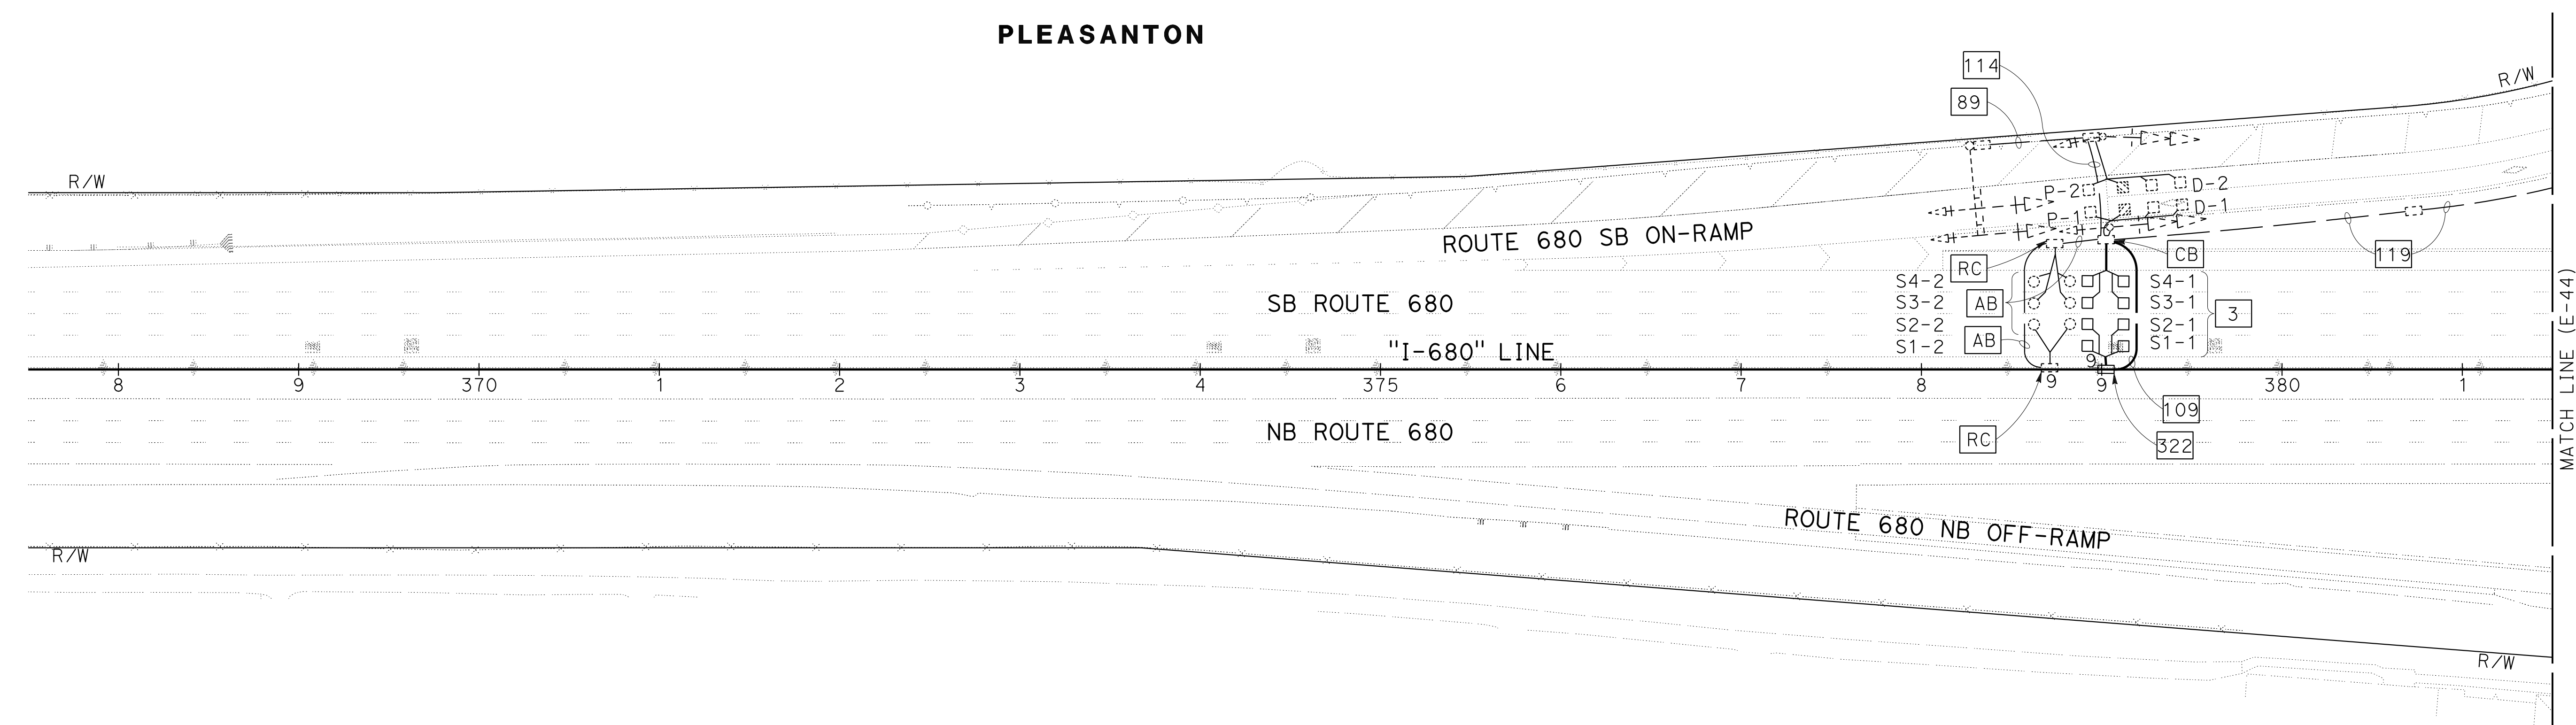 PLEASANTON
114
R/W
89
R/W
P-2
D-2
P-1
D-1
ROUTE 680 SB ON-RAMP
RC
CB
119
S4-2
S4-1
SB ROUTE 680
S3-2
AB
S3-1
3
S2-2
S2-1
"I-680" LINE
S1-2
AB
S1-1
9
8 9 370 1 2 3 4 375 6 7 8 9 9 380 1
MATCH LINE (E-44)
109
NB ROUTE 680
RC
322
ROUTE 680 NB OFF-RAMP
R/W
R/W